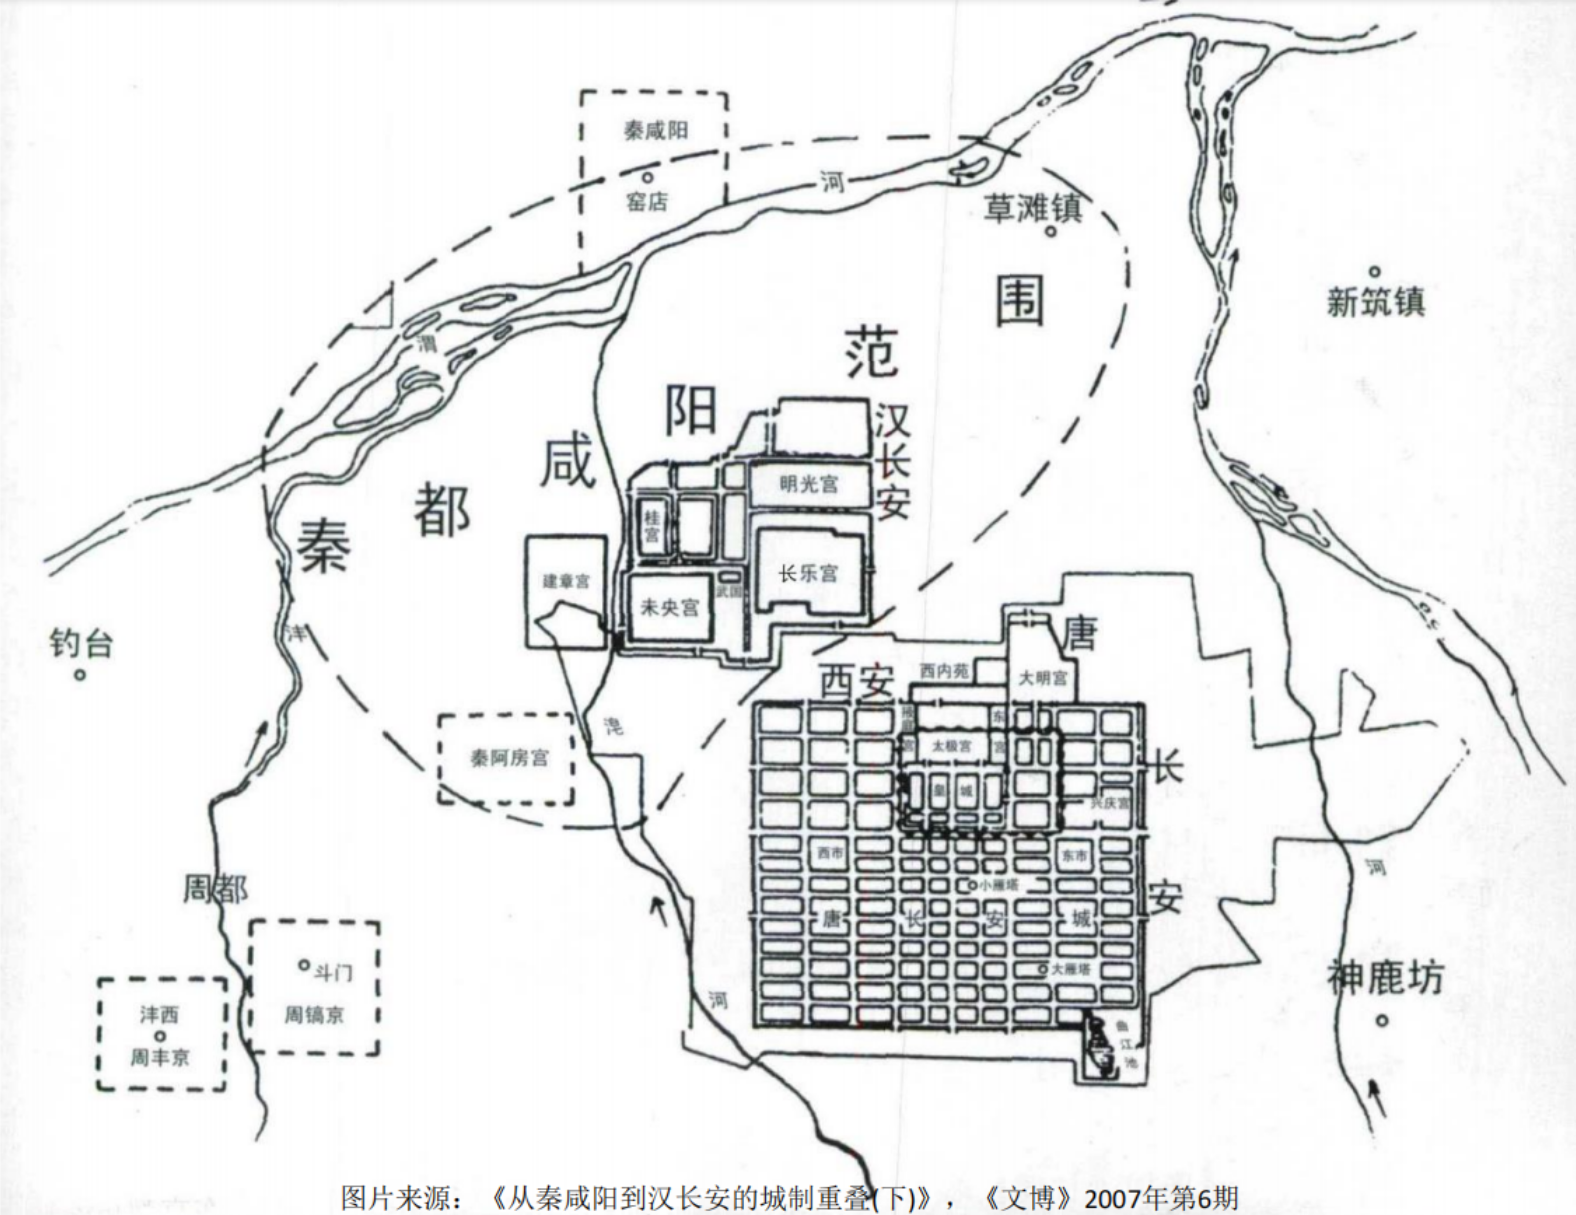 秦咸阳
窑店
河
草滩镇
围
新筑镇
渭
范
阳
汉长安
咸
都
秦
明光宫
桂宫
长乐宫
建章宫
未央宫
武
钓台
沣
唐
西安
西内苑
大明宫
秦阿房宫
太极宫
宫
宫
皇城
长
兴庆宫
西市
东市
河
周都
小雁塔
安
唐长安城
斗门
大雁塔
神鹿坊
沣西
周镐京
河
周丰京
江
池
图片来源：《从秦咸阳到汉长安的城制重叠(下)》，《文博》2007年第6期